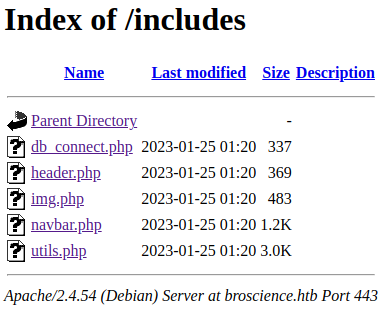 Index of /includes
Name Last modified Size Description
Parent Directory -
db_connect.php 2023-01-25 01:20 337
header.php 2023-01-25 01:20 369
img.php 2023-01-25 01:20 483
navbar.php 2023-01-25 01:20 1.2K
utils.php 2023-01-25 01:20 3.0K
Apache/2.4.54 (Debian) Server at broscience.htb Port 443